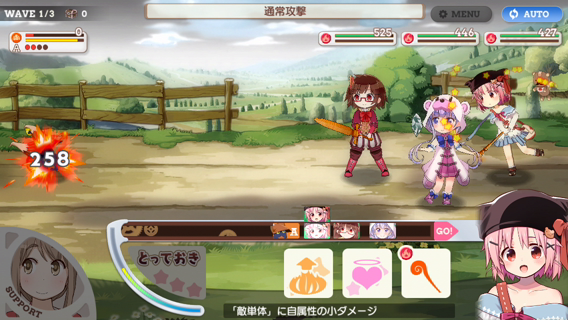 WAVE 1/3 0
通常攻撃
MENU
AUTO
0
A
525
446
427
258
A
GO!
とっておき
SUPPORT
「敵単体」に自属性の小ダメージ